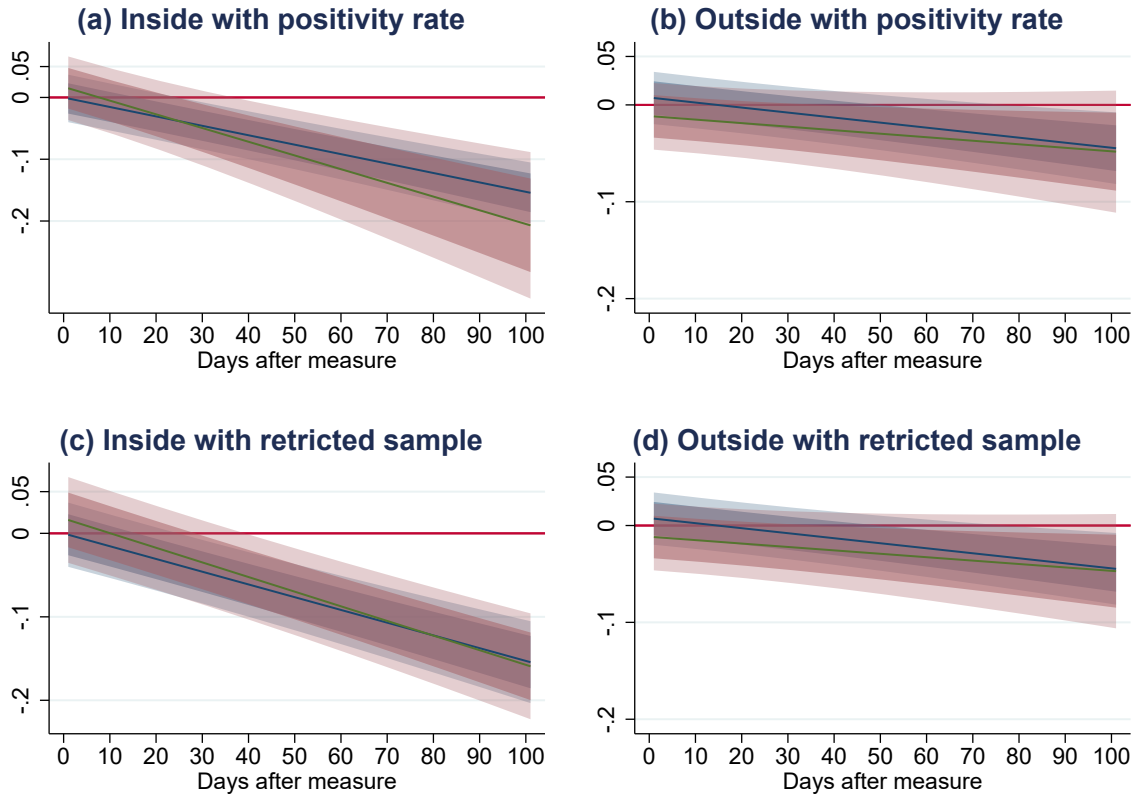 (a) Inside with positivity rate
.05
0
-.1
-.2
0 10 20 30 40 50 60 70 80 90 100
Days after measure
(b) Outside with positivity rate
.05
0
-.1
-.2
0 10 20 30 40 50 60 70 80 90 100
Days after measure
(c) Inside with retricted sample
.05
0
-.1
-.2
0 10 20 30 40 50 60 70 80 90 100
Days after measure
(d) Outside with retricted sample
.05
0
-.1
-.2
0 10 20 30 40 50 60 70 80 90 100
Days after measure